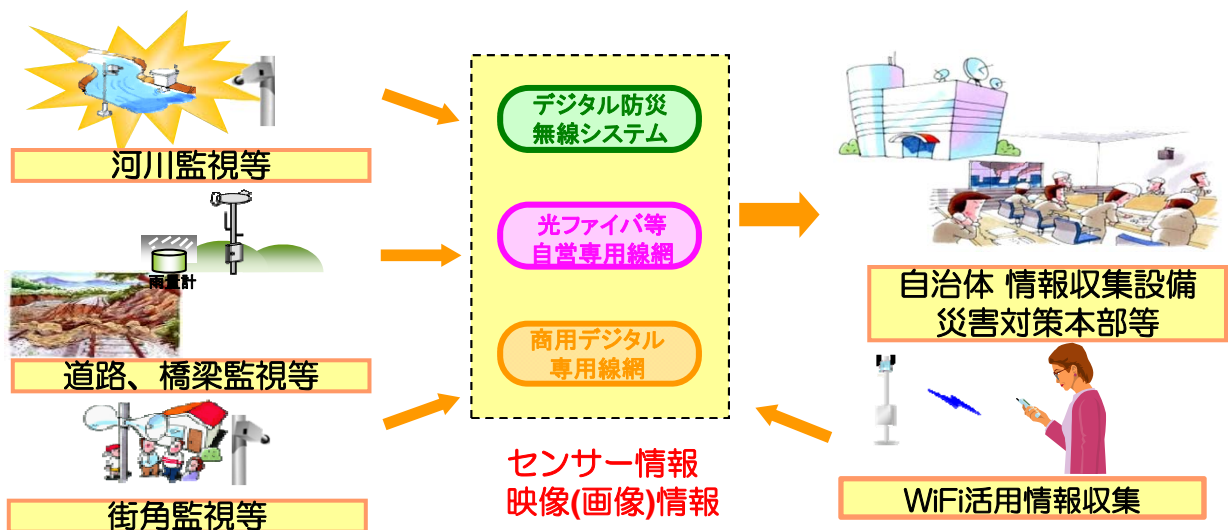 河川監視等
雨量計
道路、橋梁監視等
街角監視等
デジタル防災
無線システム
光ファイバ等
自営専用線網
商用デジタル
専用線網
センサー情報
映像(画像)情報
自治体 情報収集設備
災害対策本部等
WiFi活用情報収集